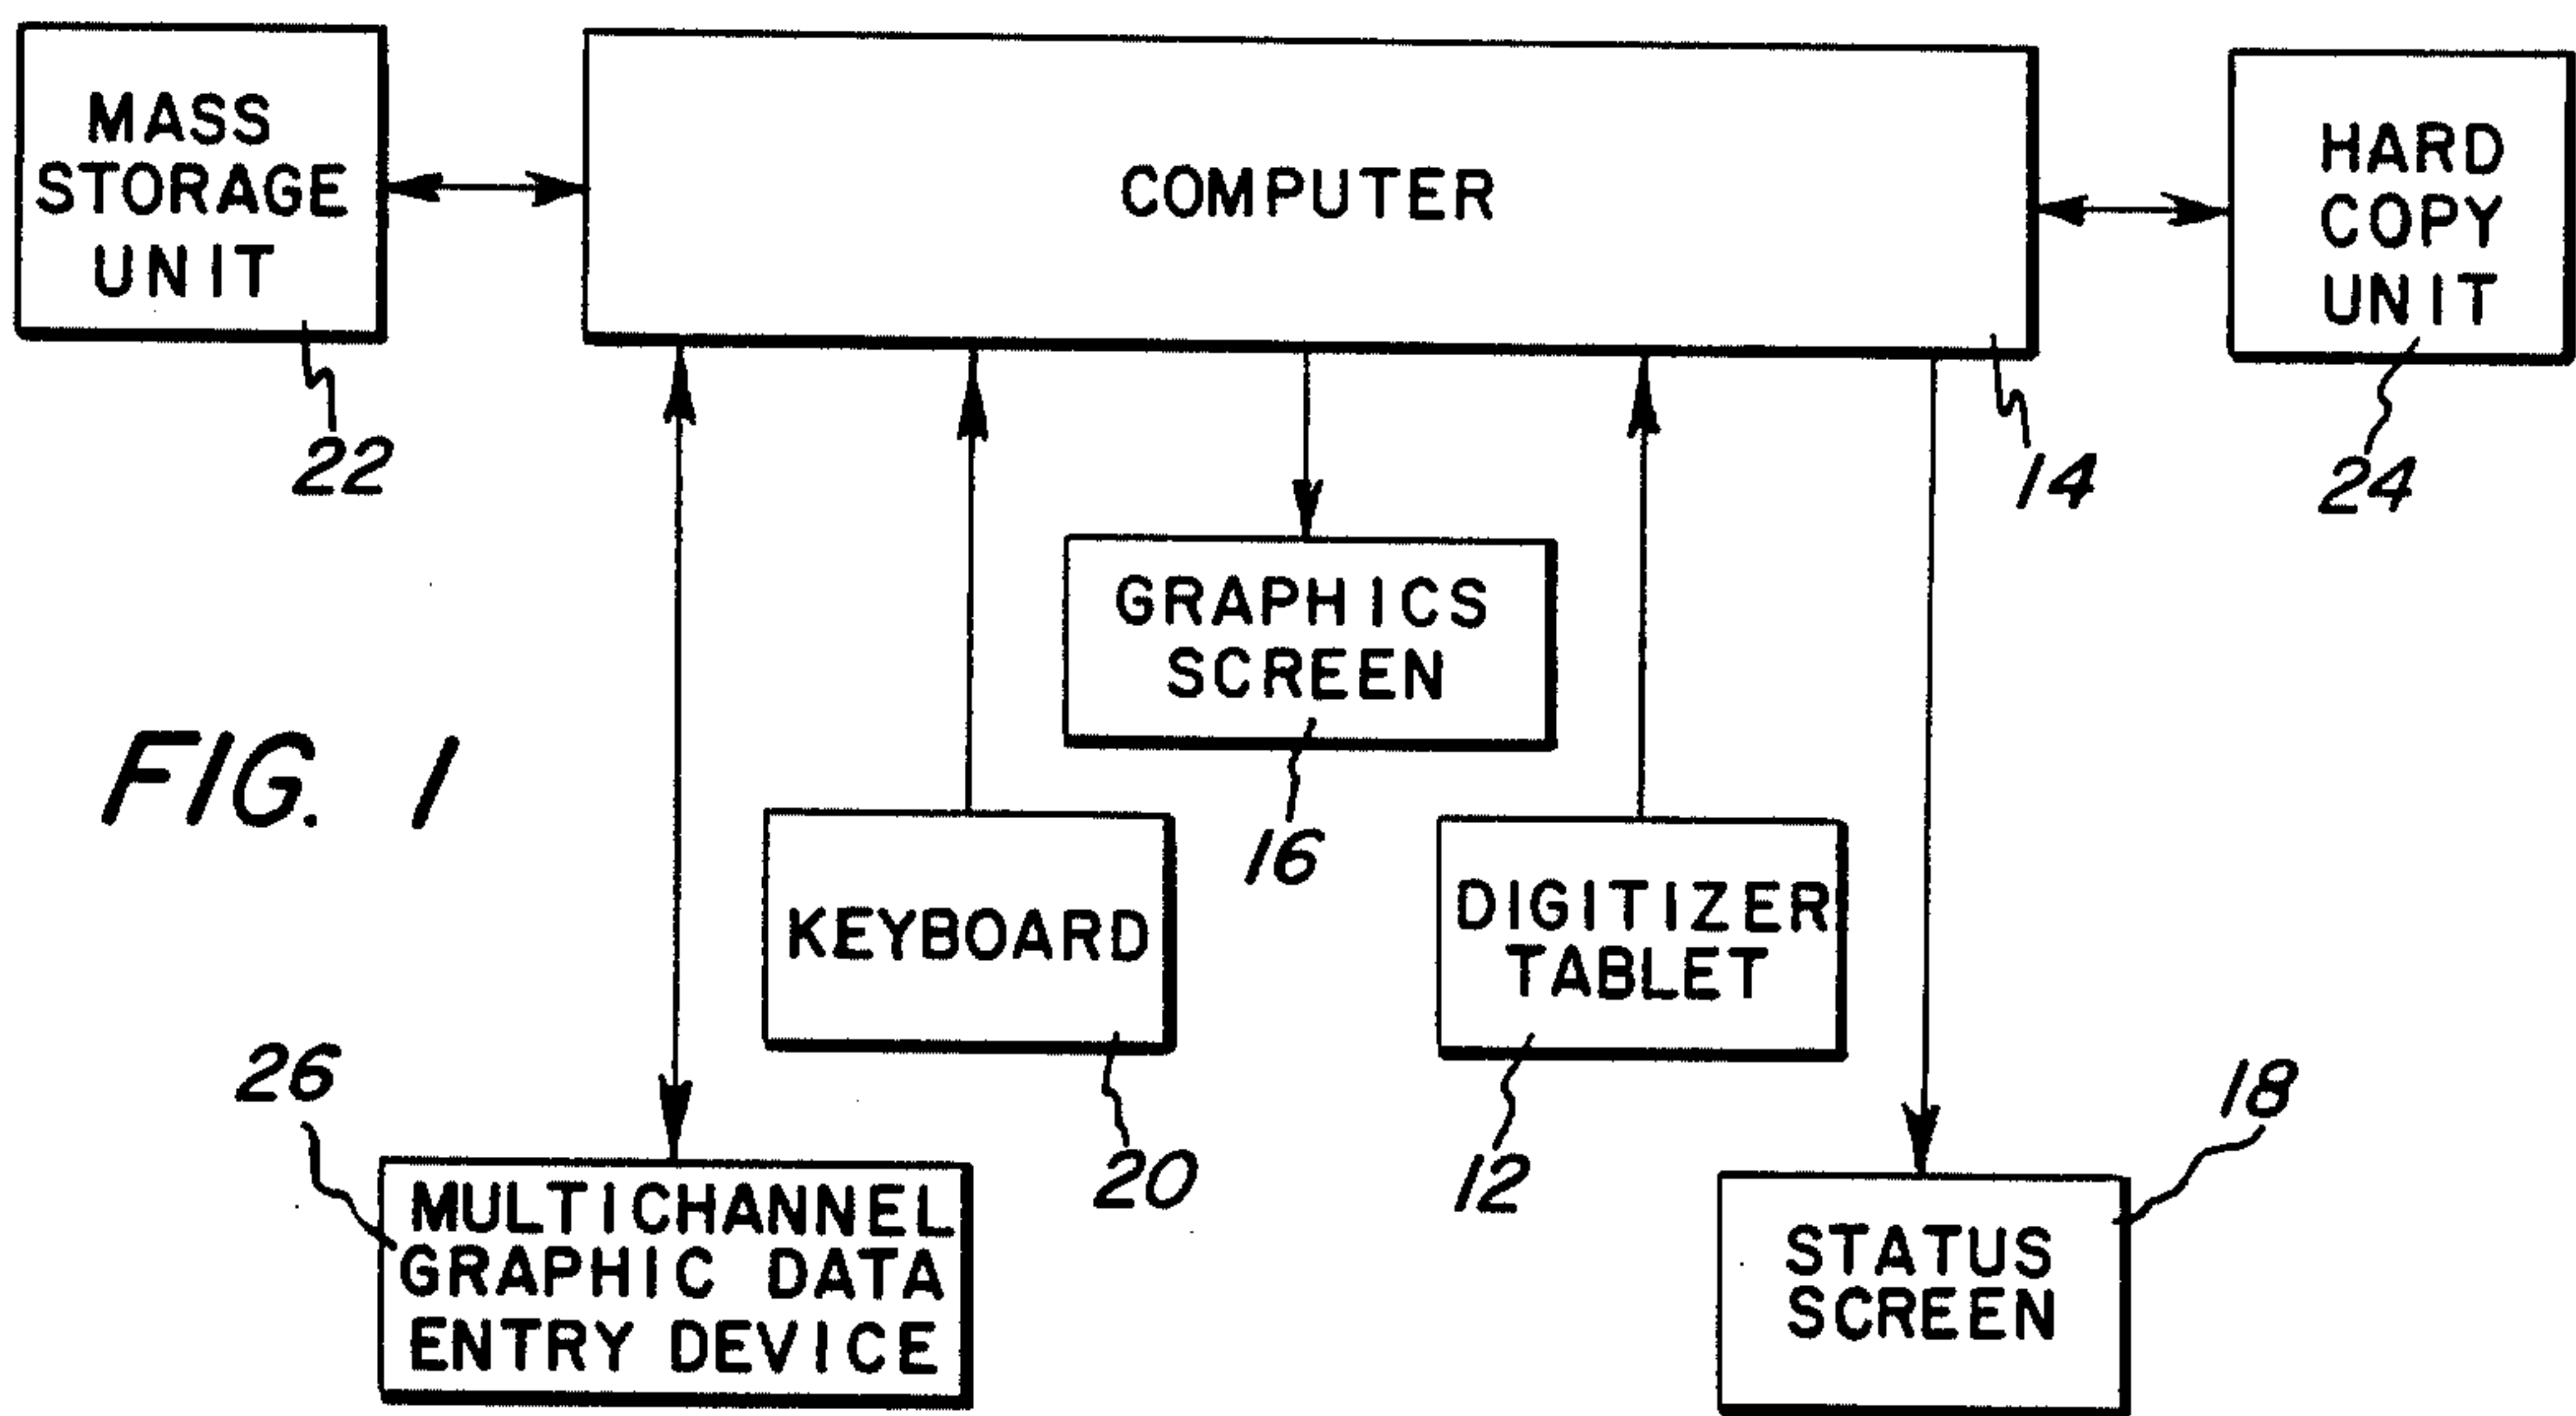 MASS
STORAGE
UNIT
COMPUTER
HARD
COPY
UNIT
22
14
24
GRAPHICS
SCREEN
FIG. 1
16
KEYBOARD
DIGITIZER
TABLET
26
20
12
18
MULTICHANNEL
GRAPHIC DATA
ENTRY DEVICE
STATUS
SCREEN